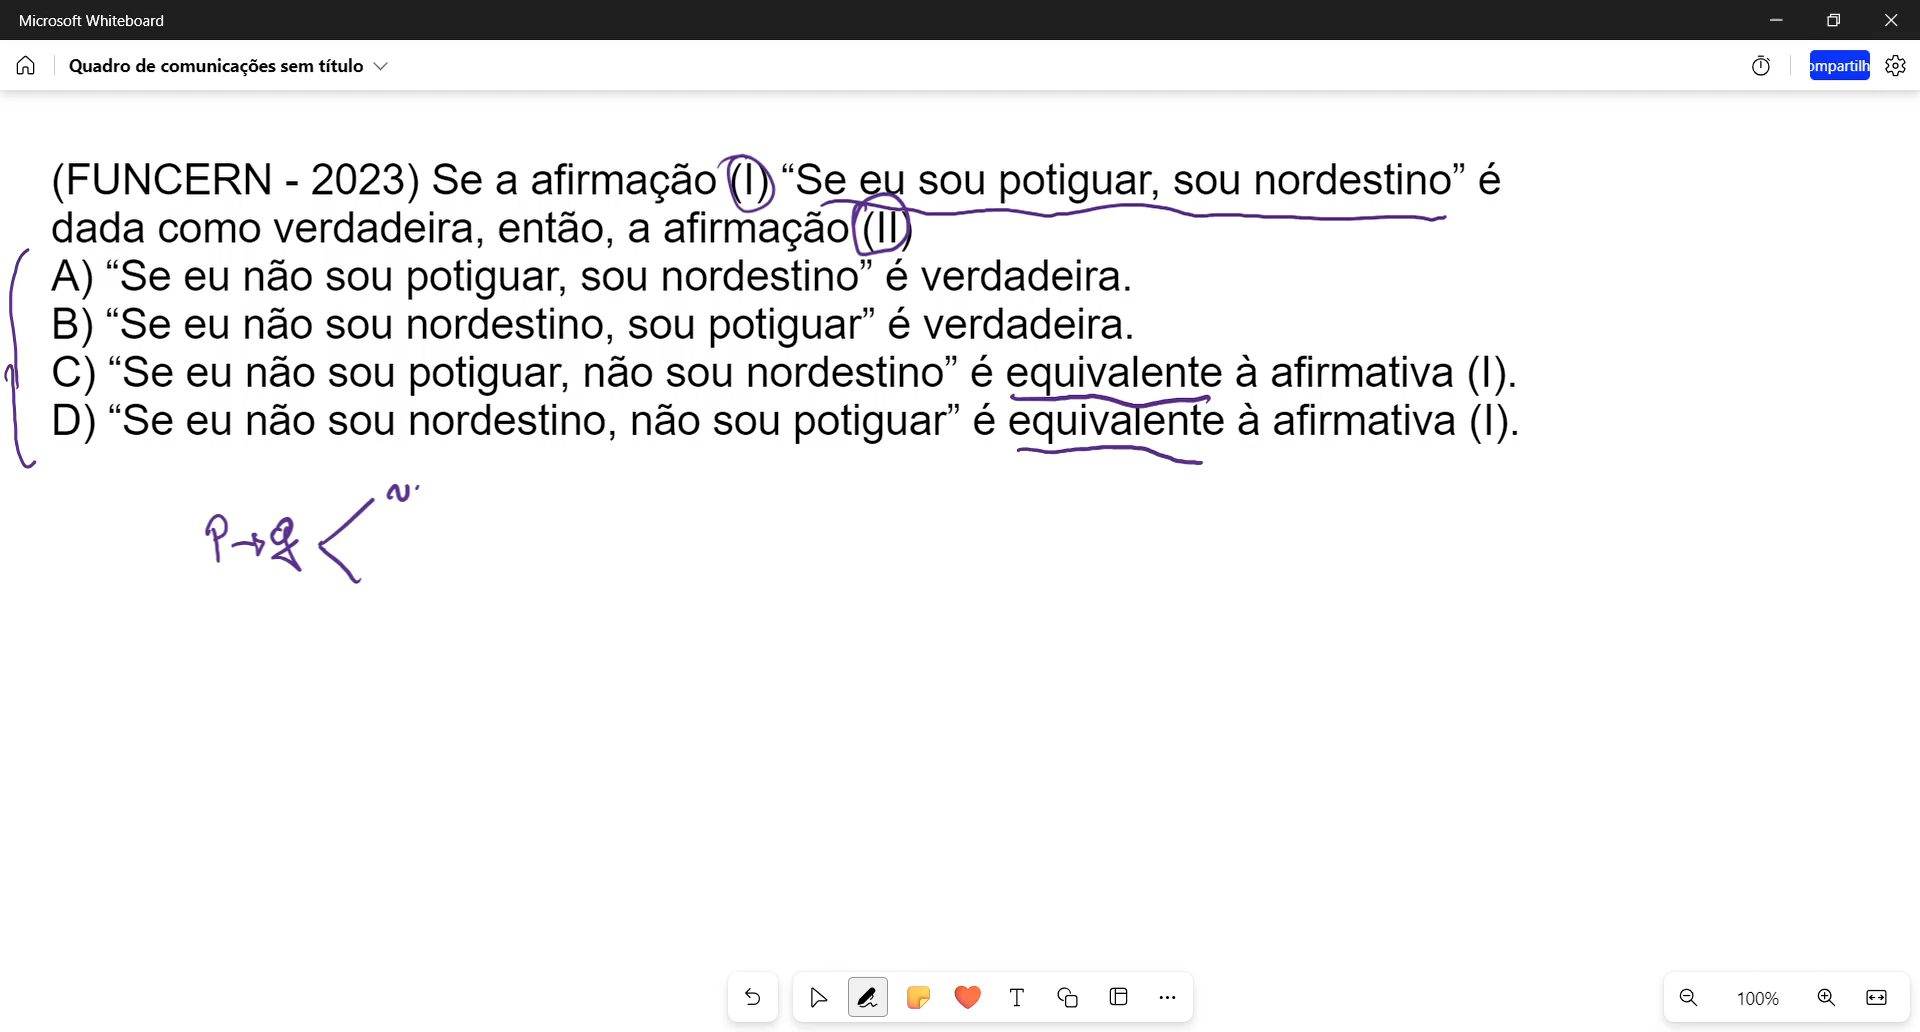 Microsoft Whiteboard
Quadro de comunicações sem título
ompartilh
(FUNCERN - 2023) Se a afirmação (I) “Se eu sou potiguar, sou nordestino” é
dada como verdadeira, então, a afirmação (II)
A) “Se eu não sou potiguar, sou nordestino” é verdadeira.
B) “Se eu não sou nordestino, sou potiguar” é verdadeira.
C) “Se eu não sou potiguar, não sou nordestino” é equivalente à afirmativa (I).
D) “Se eu não sou nordestino, não sou potiguar” é equivalente à afirmativa (I).
~
P→q
100%